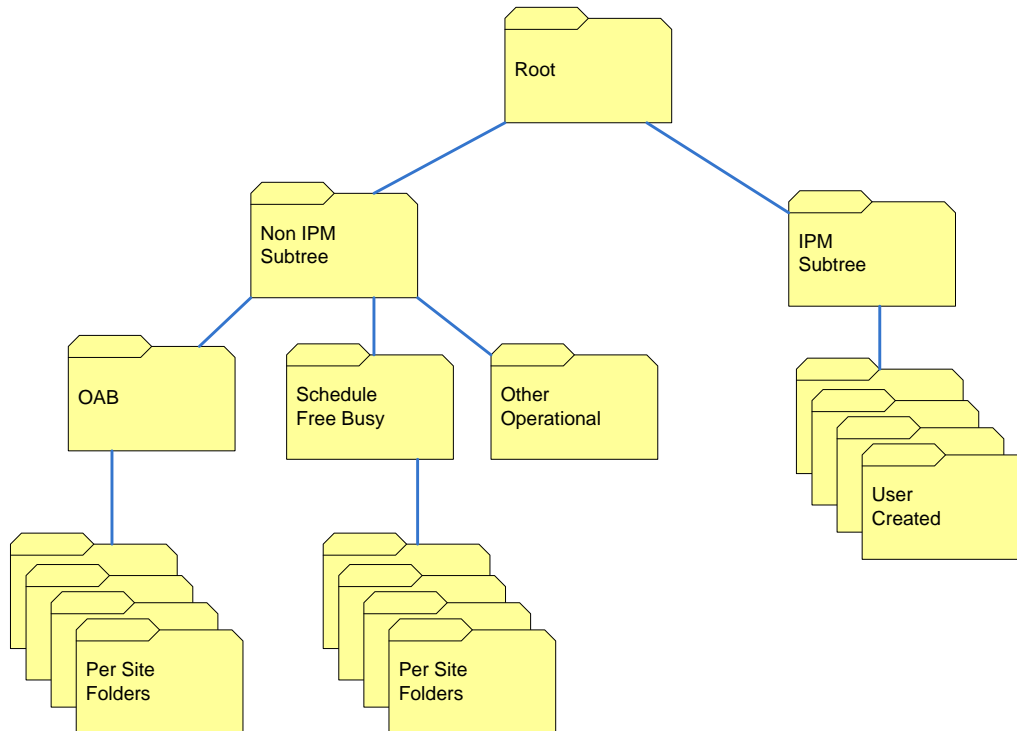 Root
Non IPM
Subtree
IPM
Subtree
OAB
Schedule
Free Busy
Other
Operational
User
Created
Per Site
Folders
Per Site
Folders